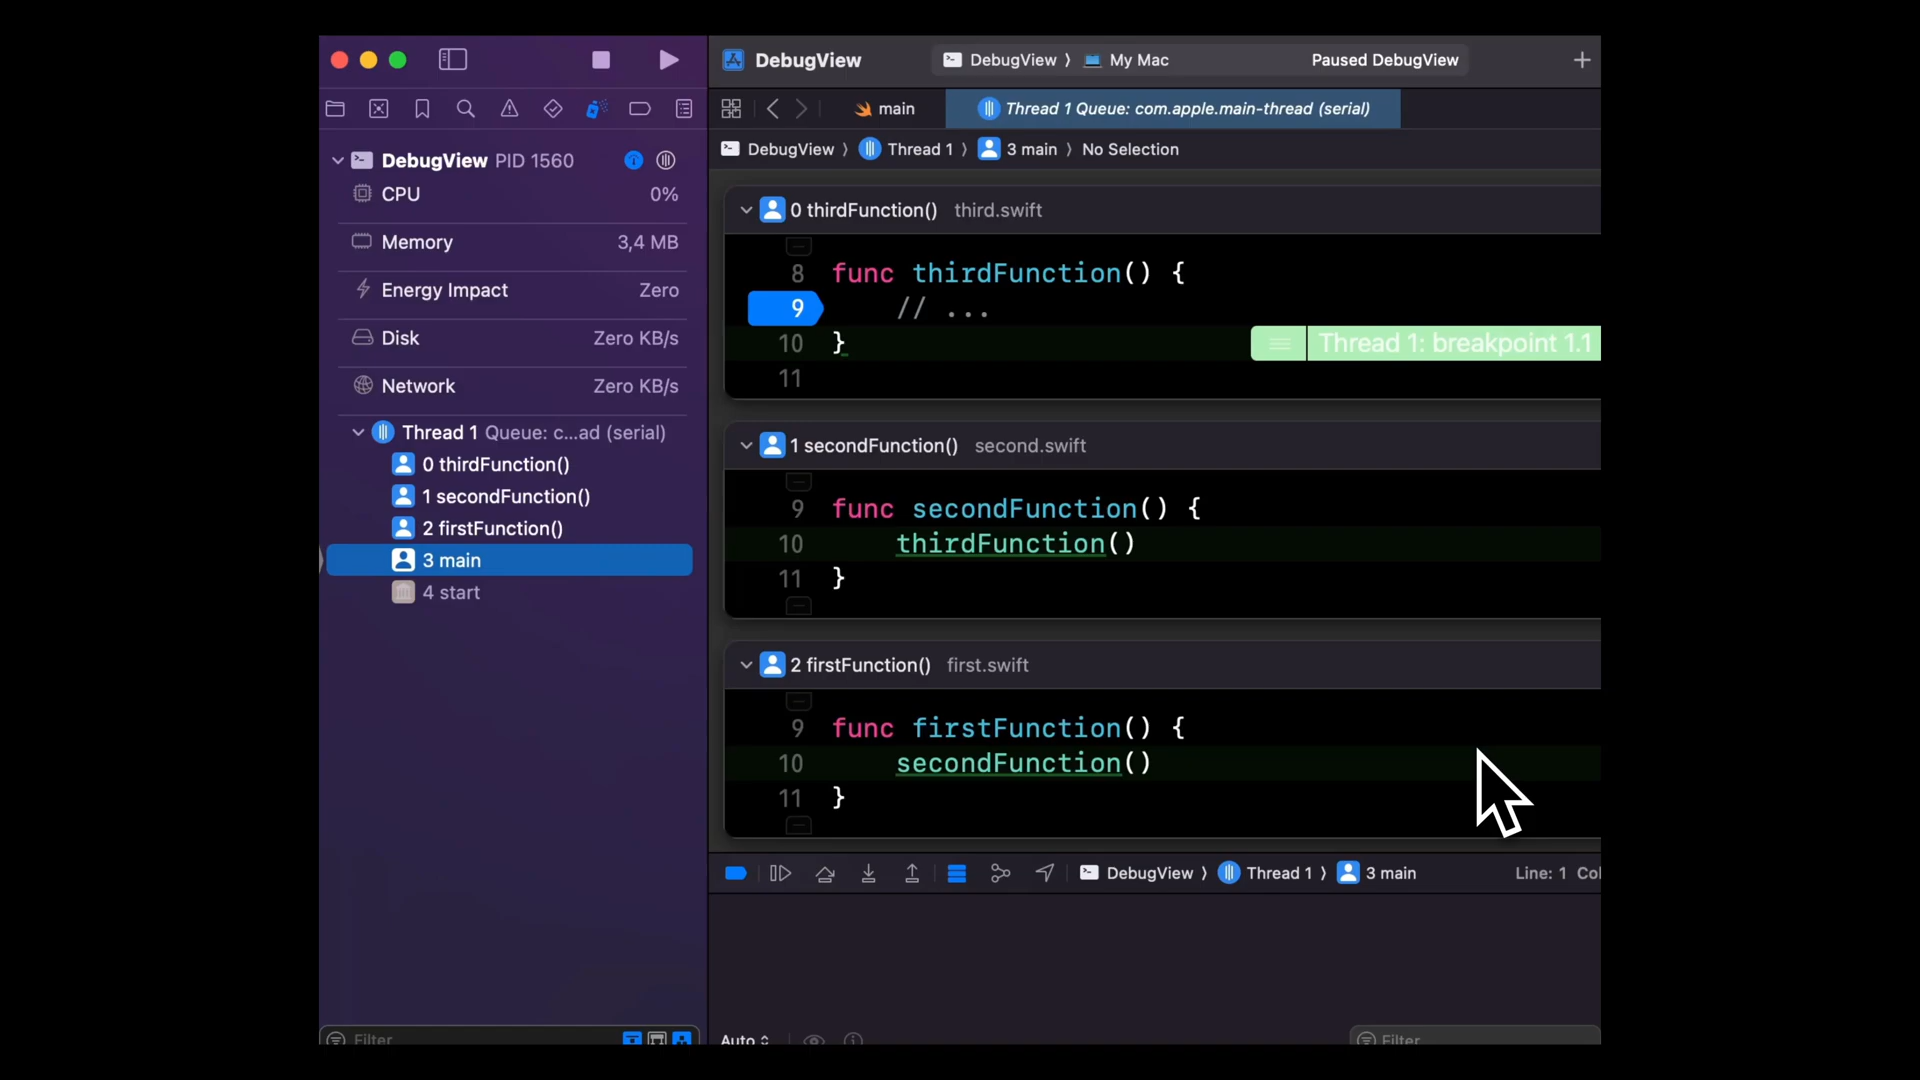 DebugView
DebugView 〉 My Mac
Paused DebugView
main
Thread 1 Queue: com.apple.main-thread (serial)
DebugView 〉 Thread 1 〉 3 main 〉 No Selection
DebugView PID 1560
CPU 0%
Memory 3,4 MB
Energy Impact Zero
Disk Zero KB/s
Network Zero KB/s
Thread 1 Queue: c...ad (serial)
0 thirdFunction()
1 secondFunction()
2 firstFunction()
3 main
4 start
Filter
0 thirdFunction() third.swift
8 func thirdFunction() {
9 // ...
10 }
Thread 1: breakpoint 1.1
11
1 secondFunction() second.swift
9 func secondFunction() {
10 thirdFunction()
11 }
2 firstFunction() first.swift
9 func firstFunction() {
10 secondFunction()
11 }
DebugView 〉 Thread 1 〉 3 main
Line: 1 Col
Auto
Filter